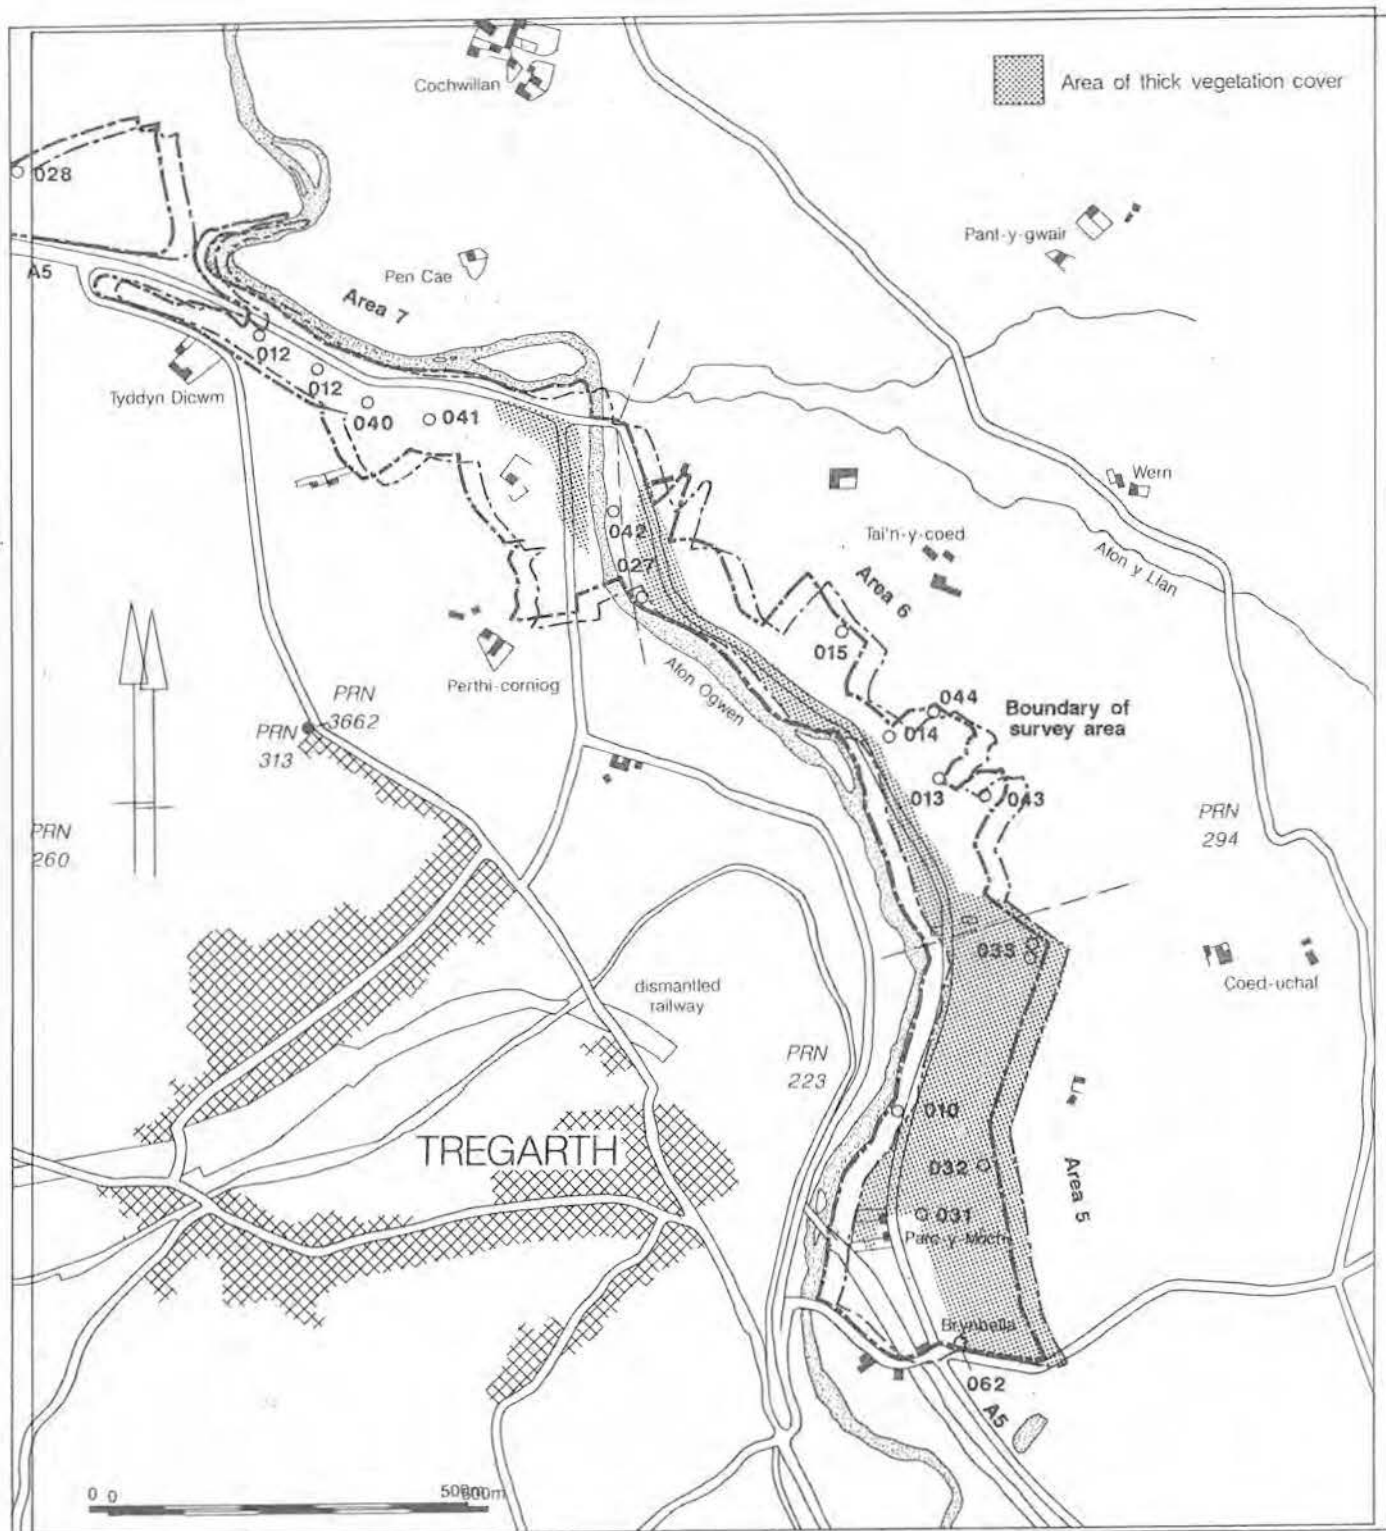 Cochwillan
Area of thick vegetation cover
028
Pant-y-gwair
A5
Pen Cae
Area 7
012
012
Tyddyn Dicwm
040
041
Wern
042
Tai'n-y-coed
Afon y Llan
027
Area 6
015
Perthi-corniog
Afon Ogwen
PRN
3662
044
Boundary of
survey area
014
PRN
313
013
043
PRN
294
PRN
260
033
dismantled
railway
Coed-uchaf
PRN
223
010
TREGARTH
032
Area 5
031
Parc-y-Moch
Brynbella
062
A5
0 0
500m